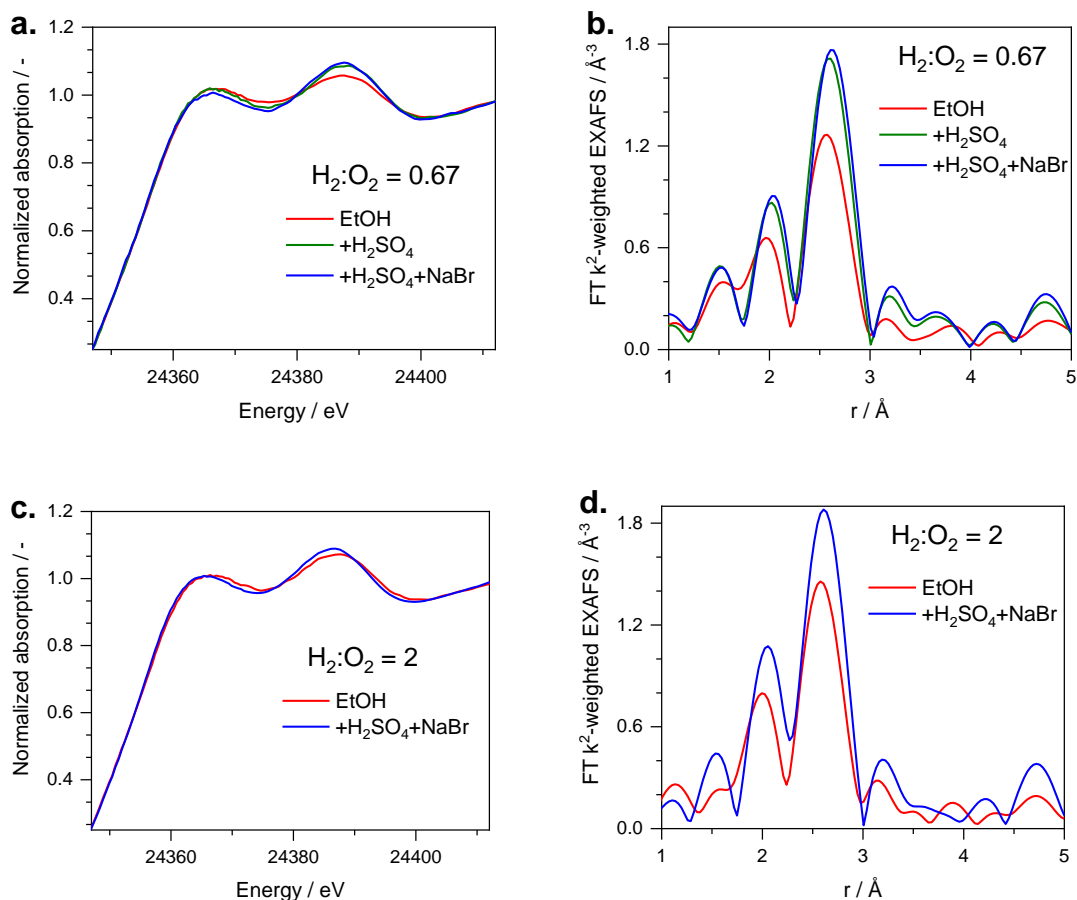 a.
1.2
1.0
0.8
0.6
0.4
Normalized absorption / -
H₂:O₂ = 0.67
EtOH
+H₂SO₄
+H₂SO₄+NaBr
24360
24380
24400
Energy / eV
b.
1.8
1.2
0.6
0.0
FT k²-weighted EXAFS / Å⁻³
H₂:O₂ = 0.67
EtOH
+H₂SO₄
+H₂SO₄+NaBr
1
2
3
4
5
r / Å
c.
1.2
1.0
0.8
0.6
0.4
Normalized absorption / -
H₂:O₂ = 2
EtOH
+H₂SO₄+NaBr
24360
24380
24400
Energy / eV
d.
1.8
1.2
0.6
0.0
FT k²-weighted EXAFS / Å⁻³
H₂:O₂ = 2
EtOH
+H₂SO₄+NaBr
1
2
3
4
5
r / Å